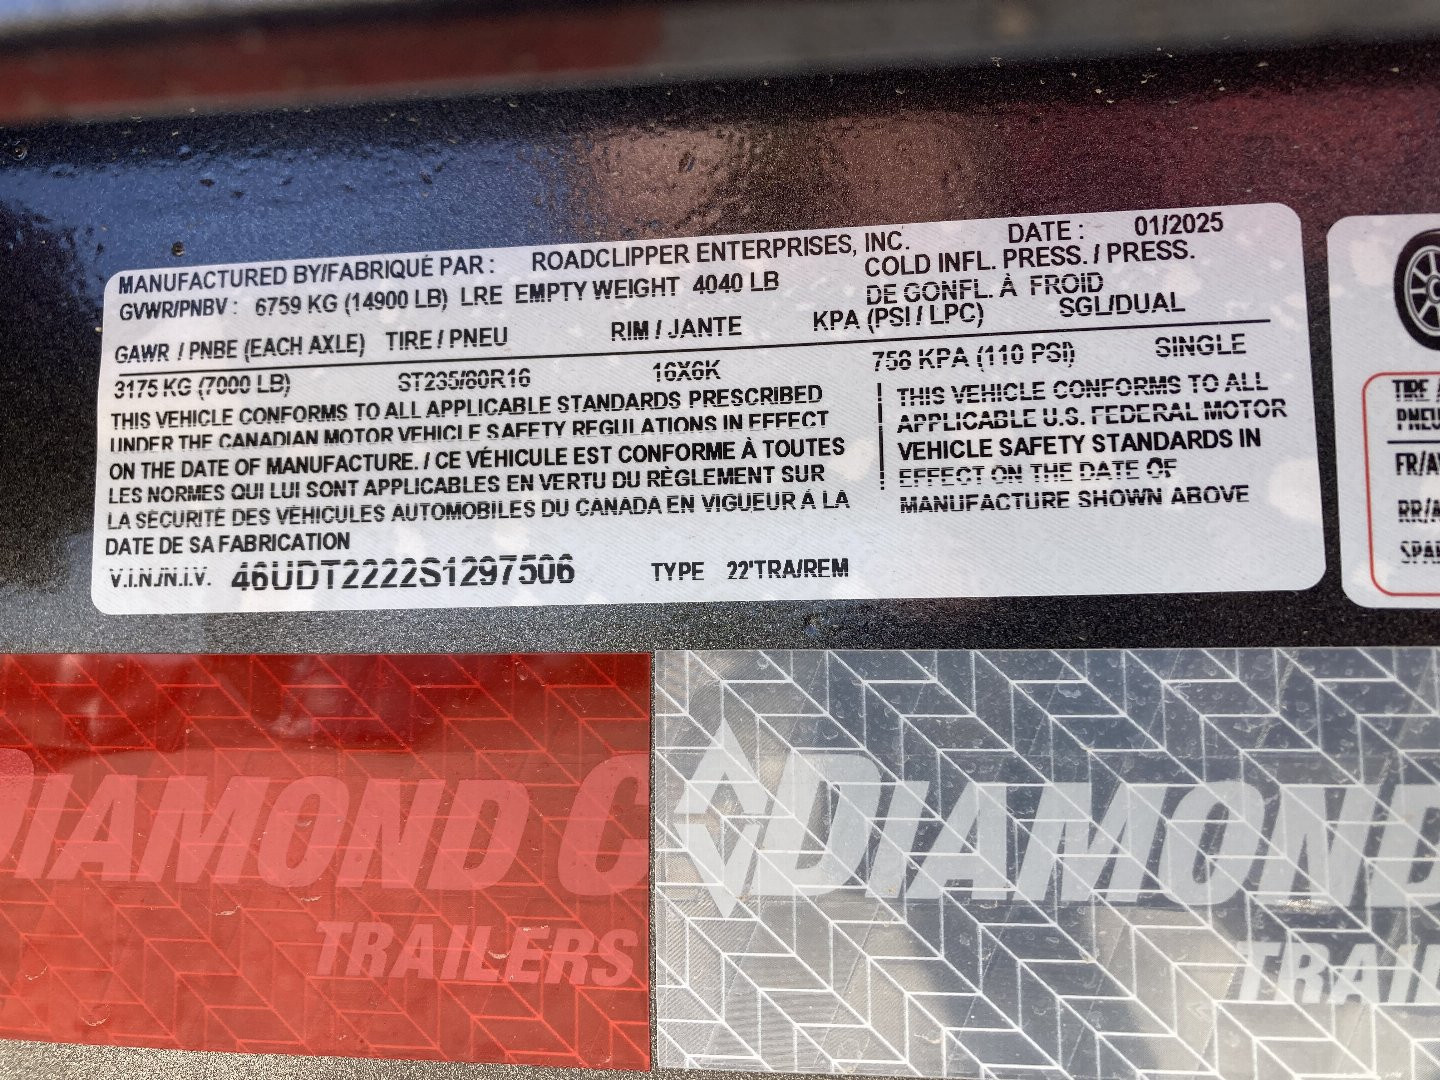 MANUFACTURED BY/FABRIQUÉ PAR : ROADCLIPPER ENTERPRISES, INC. DATE : 01/2025
GVWR/PNBV : 6759 KG (14900 LB) LRE EMPTY WEIGHT 4040 LB COLD INFL. PRESS. / PRESS.
DE GONFL. À FROID
GAWR / PNBE (EACH AXLE) TIRE / PNEU RIM / JANTE KPA (PSI / LPC) SGL/DUAL
3175 KG (7000 LB) ST235/80R16 16X6K 758 KPA (110 PSI) SINGLE
THIS VEHICLE CONFORMS TO ALL APPLICABLE STANDARDS PRESCRIBED
UNDER THE CANADIAN MOTOR VEHICLE SAFETY REGULATIONS IN EFFECT
ON THE DATE OF MANUFACTURE. / CE VÉHICULE EST CONFORME À TOUTES
LES NORMES QUI LUI SONT APPLICABLES EN VERTU DU RÈGLEMENT SUR
LA SÉCURITÉ DES VÉHICULES AUTOMOBILES DU CANADA EN VIGUEUR À LA
DATE DE SA FABRICATION
THIS VEHICLE CONFORMS TO ALL
APPLICABLE U.S. FEDERAL MOTOR
VEHICLE SAFETY STANDARDS IN
EFFECT ON THE DATE OF
MANUFACTURE SHOWN ABOVE
V.I.N./N.I.V. 46UDT2222S1297506 TYPE 22'TRA/REM
TIRE
PNEU
FR/AV
RR/A
SPAR
DIAMOND C
TRAILERS
DIAMOND
TRAI